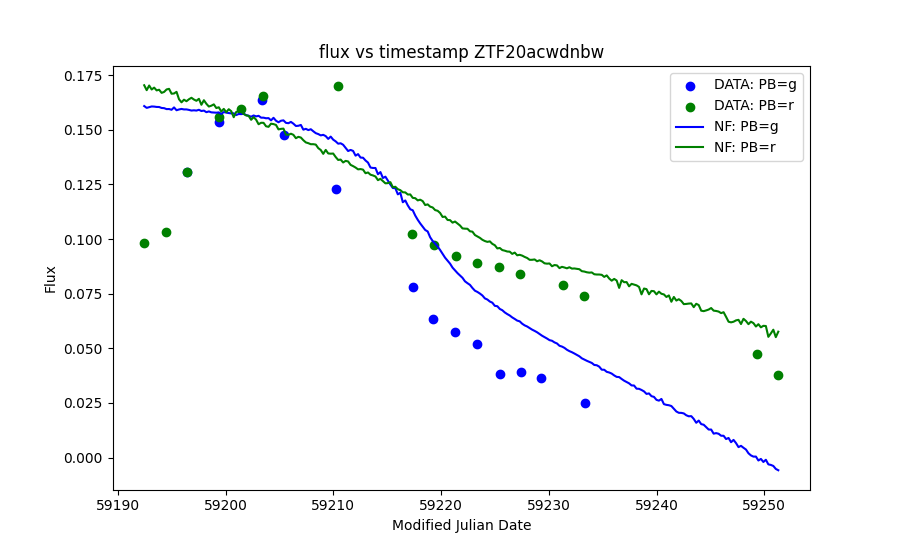 flux vs timestamp ZTF20acwdnbw
0.175
0.150
0.125
0.100
0.075
0.050
0.025
0.000
Flux
DATA: PB=g
DATA: PB=r
NF: PB=g
NF: PB=r
59190
59200
59210
59220
59230
59240
59250
Modified Julian Date